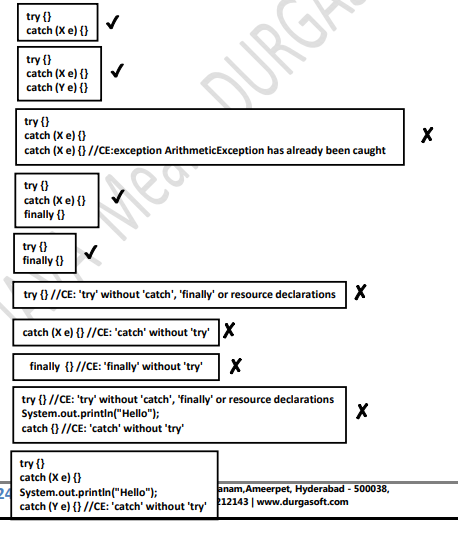 try {}
catch (X e) {}
try {}
catch (X e) {}
catch (Y e) {}
try {}
catch (X e) {}
catch (X e) {} //CE:exception ArithmeticException has already been caught
try {}
catch (X e) {}
finally {}
try {}
finally {}
try {} //CE: 'try' without 'catch', 'finally' or resource declarations
catch (X e) {} //CE: 'catch' without 'try'
finally {} //CE: 'finally' without 'try'
try {} //CE: 'try' without 'catch', 'finally' or resource declarations
System.out.println("Hello");
catch {} //CE: 'catch' without 'try'
try {}
catch (X e) {}
System.out.println("Hello");
catch (Y e) {} //CE: 'catch' without 'try'
24
anam,Ameerpet, Hyderabad - 500038,
212143 | www.durgasoft.com
JAVA Means DURGAS